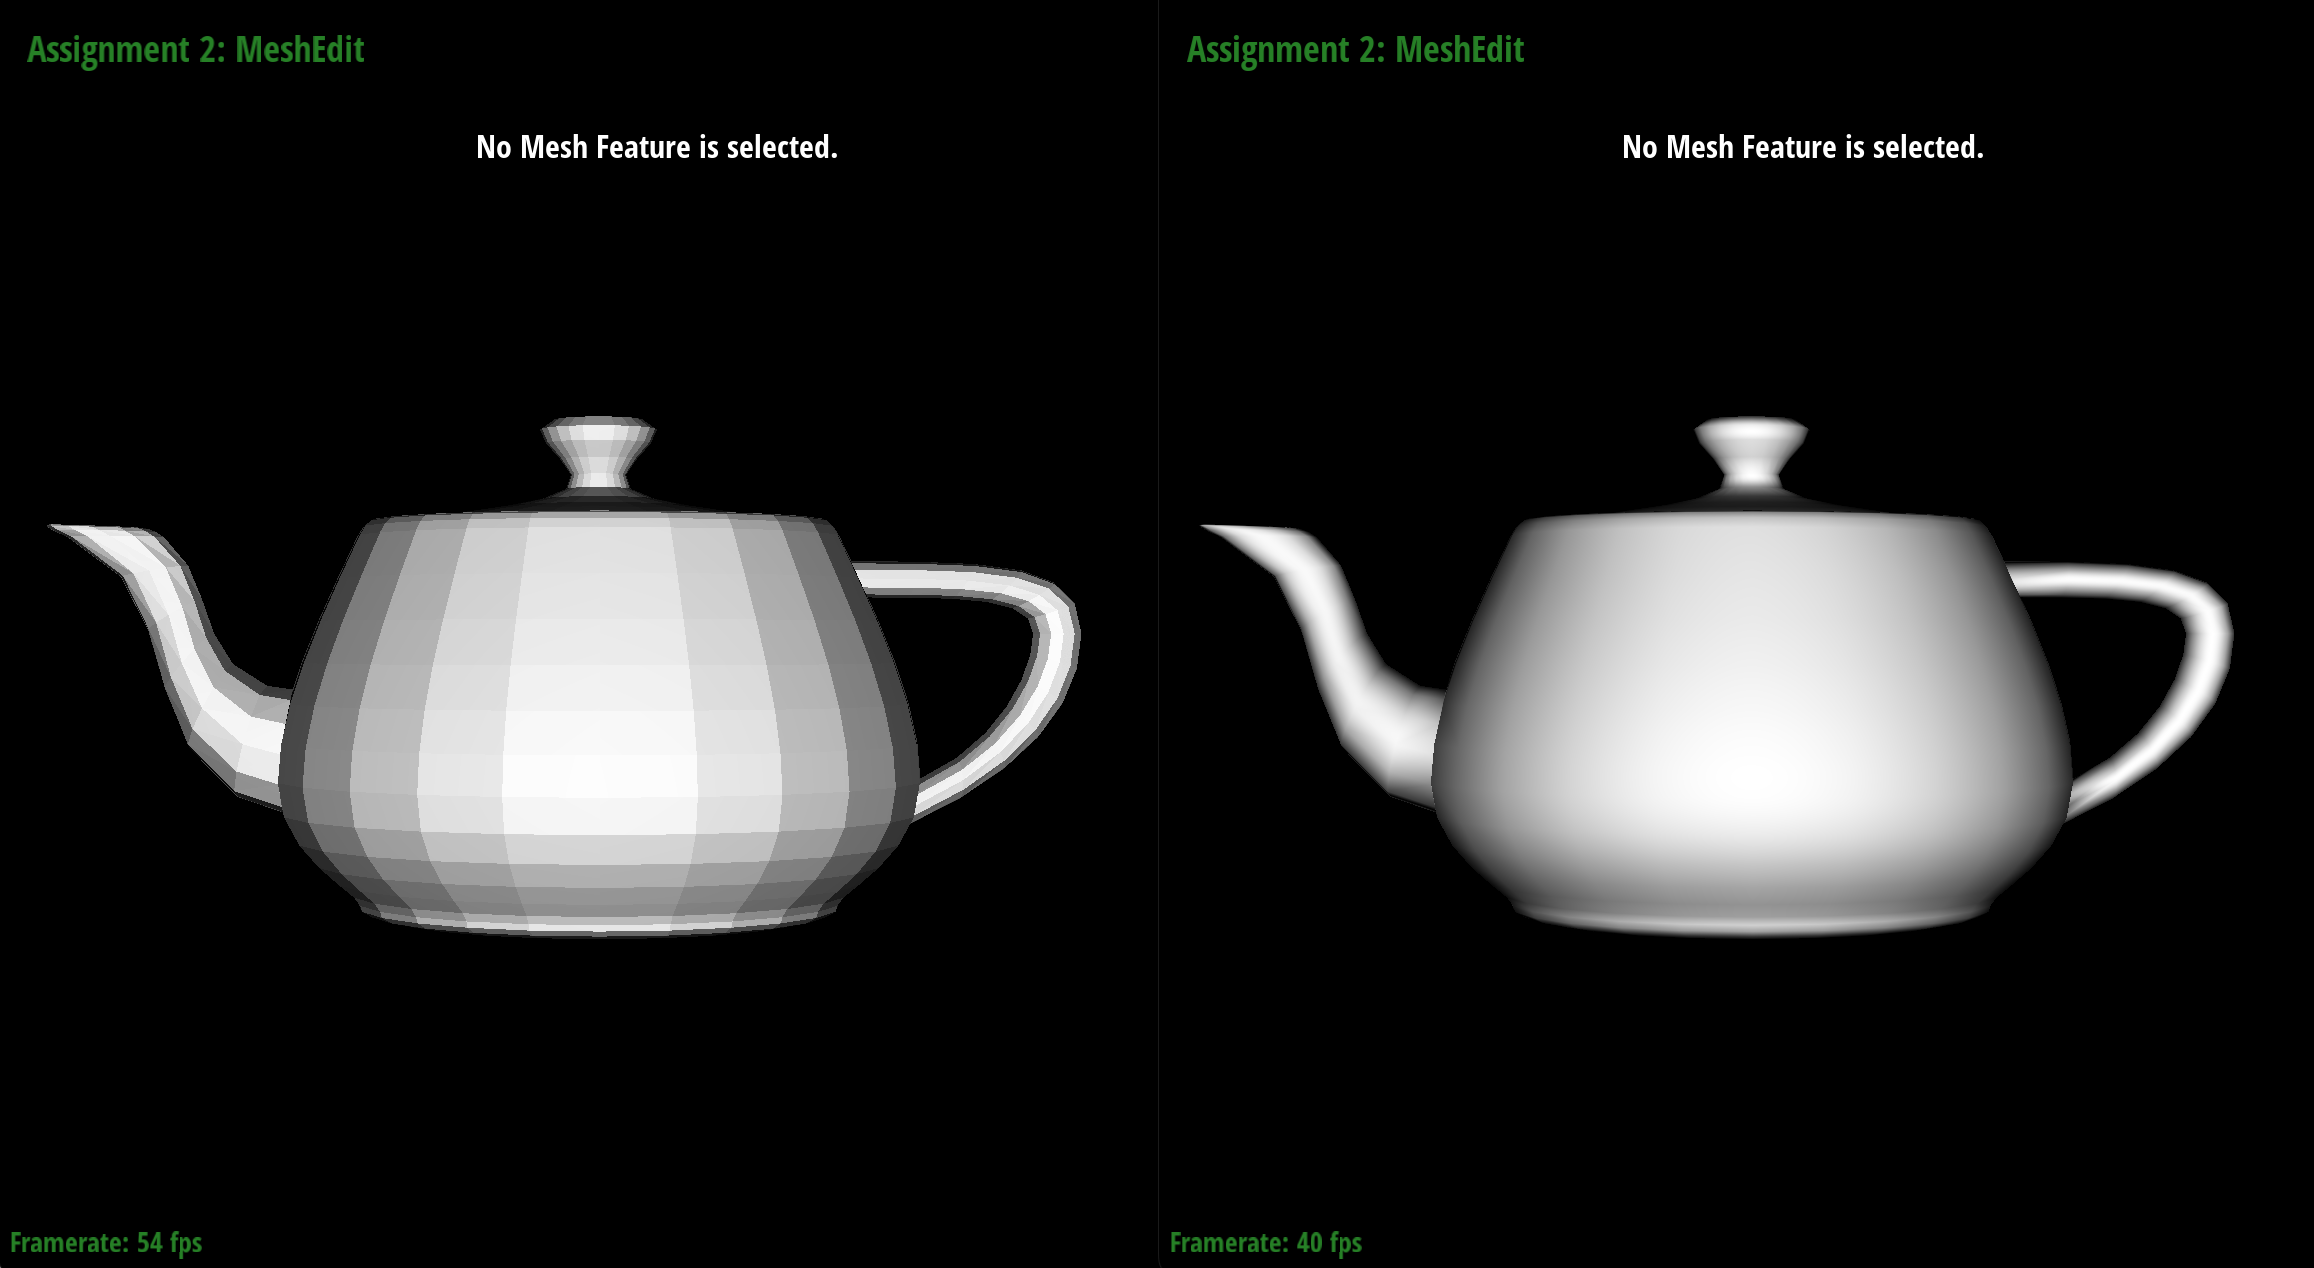 Assignment 2: MeshEdit
No Mesh Feature is selected.
Framerate: 54 fps
Assignment 2: MeshEdit
No Mesh Feature is selected.
Framerate: 40 fps